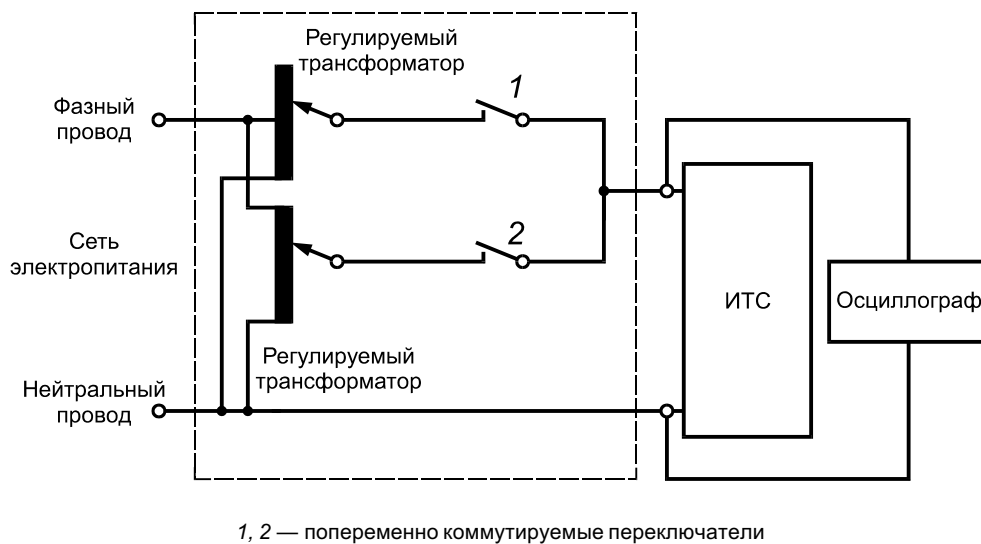 Регулируемый
трансформатор
1
Фазный
провод
2
Сеть
электропитания
ИТС
Осциллограф
Регулируемый
трансформатор
Нейтральный
провод
1, 2 — попеременно коммутируемые переключатели